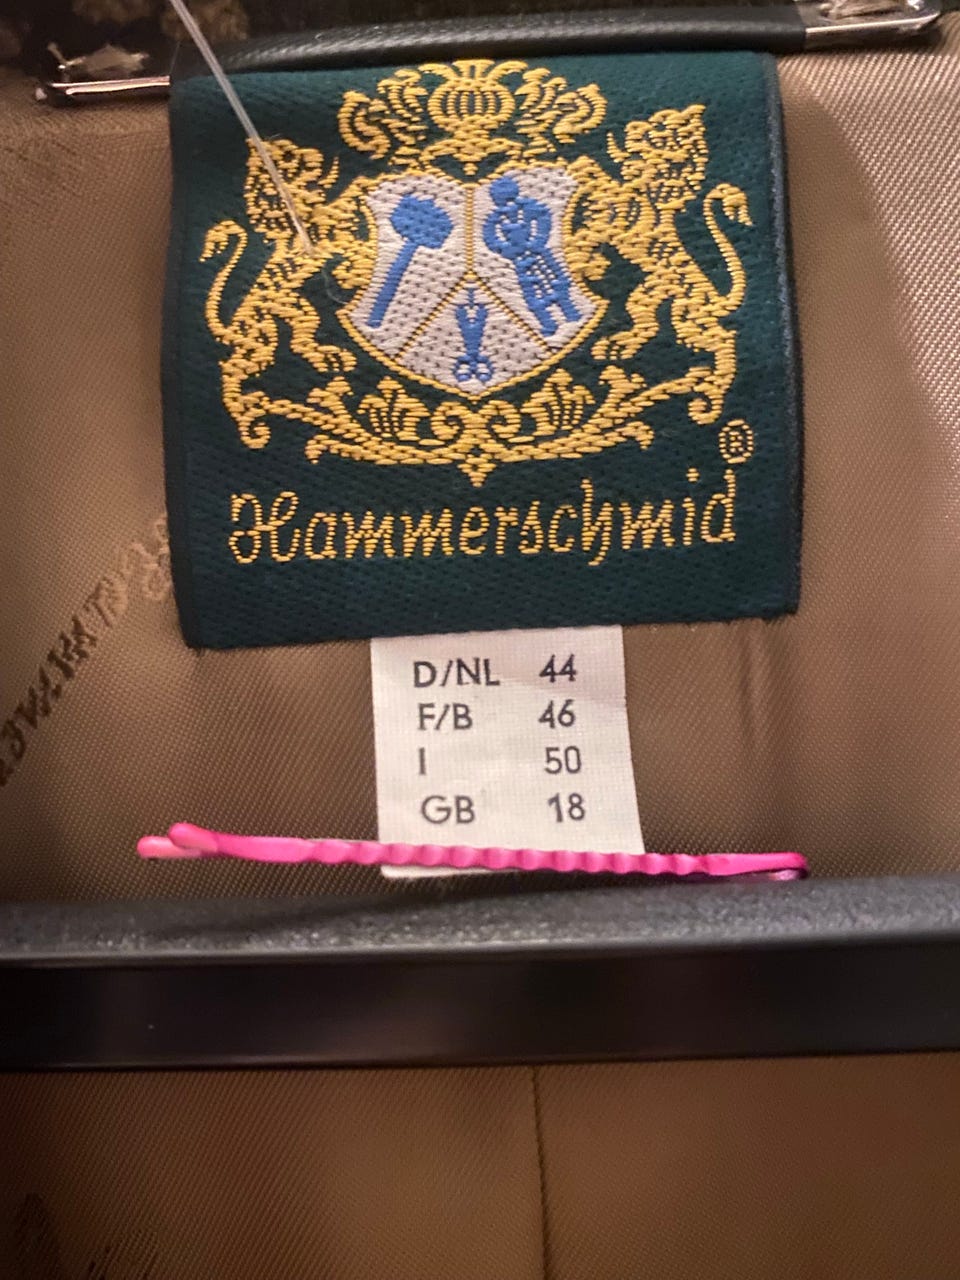 ®
Hammerschmid
D/NL 44
F/B 46
I 50
GB 18